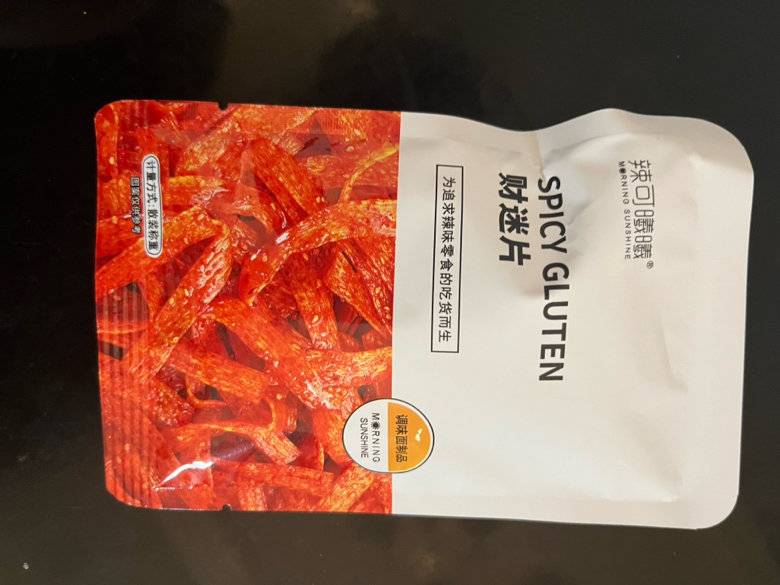 辣可曦曦®
MORNING SUNSHINE
SPICY GLUTEN
财迷片
为追求辣味零食的吃货而生
调味面制品
MORNING
SUNSHINE
计量方式:散装称重
图案仅供参考